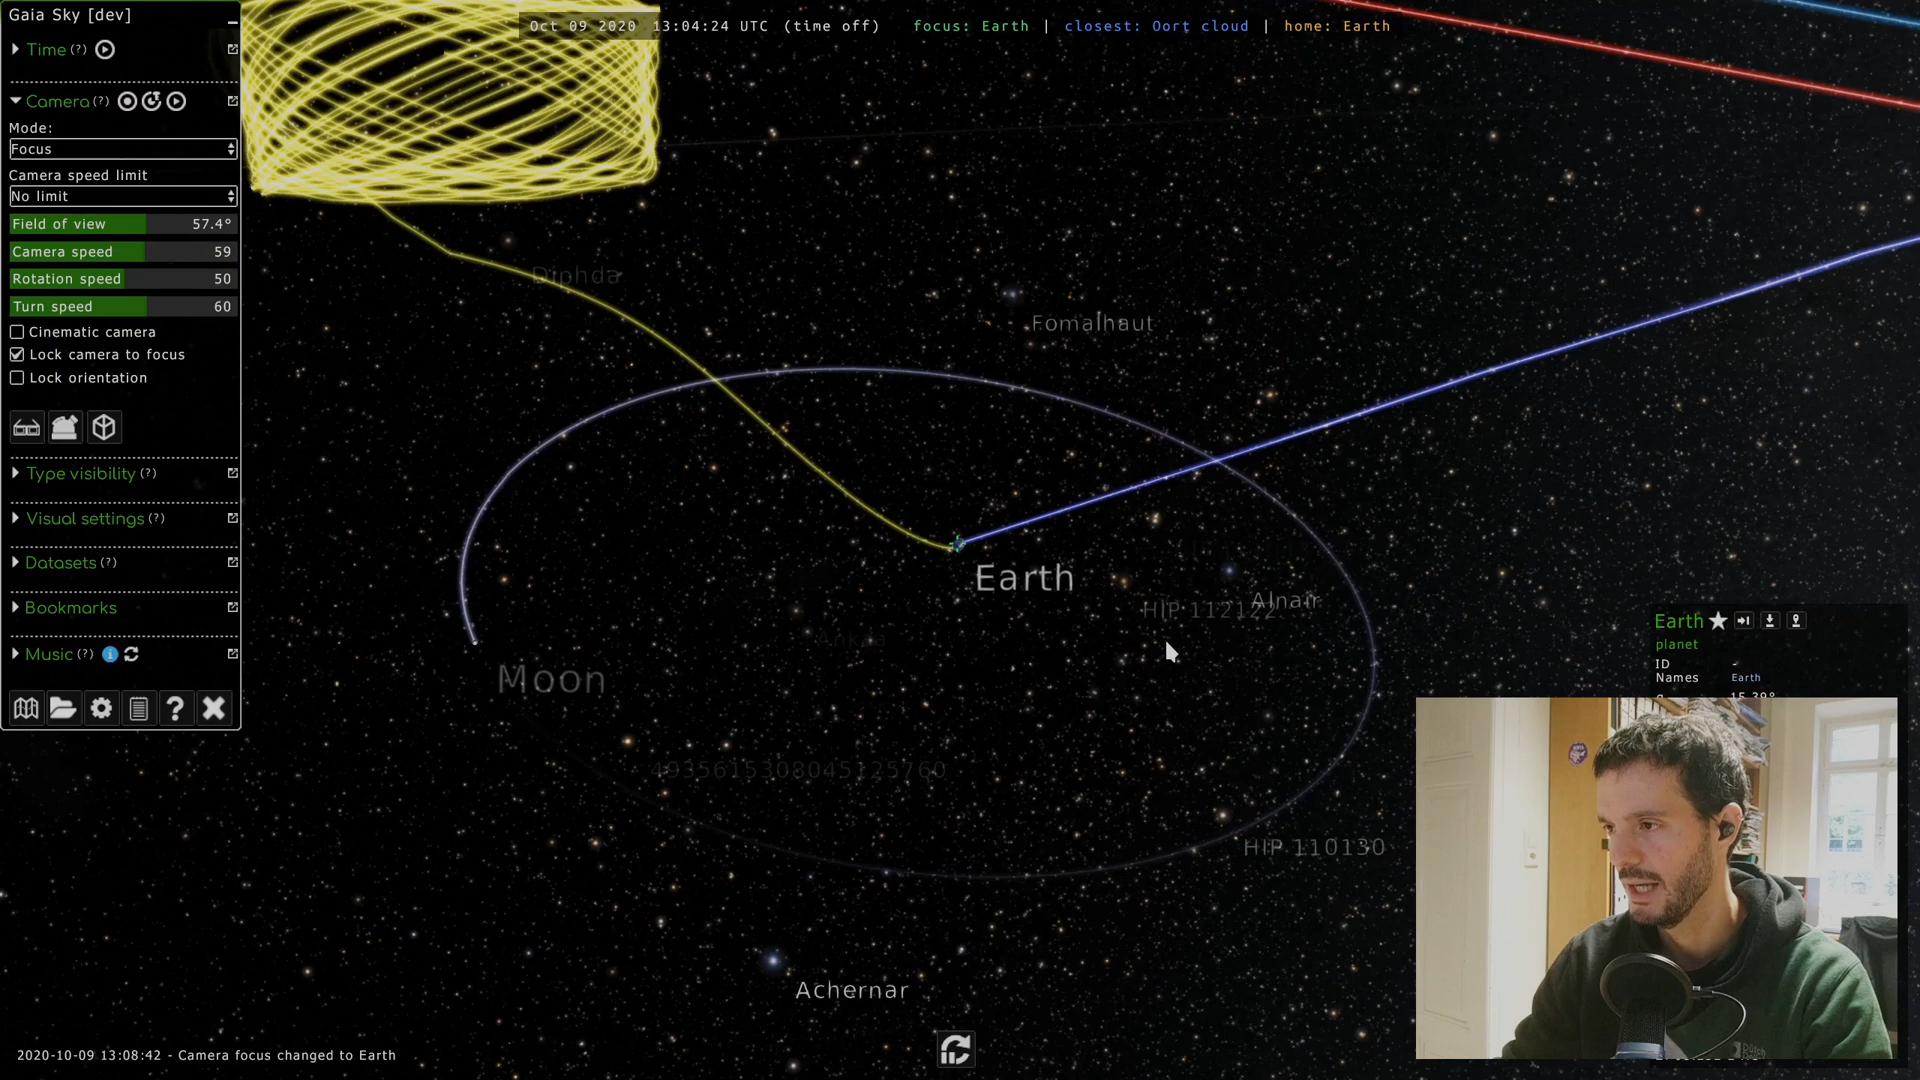 Gaia Sky [dev]
Time (?)
Camera (?)
Mode:
Focus
Camera speed limit
No limit
Field of view 57.4°
Camera speed 59
Rotation speed 50
Turn speed 60
Cinematic camera
Lock camera to focus
Lock orientation
Type visibility (?)
Visual settings (?)
Datasets (?)
Bookmarks
Music (?) i
?
Oct 09 2020 13:04:24 UTC (time off) focus: Earth | closest: Oort cloud | home: Earth
Diphda
Fomalhaut
Earth
Alnair
HIP 112122
Ankaa
Moon
4935615308045125760
HIP 110130
Achernar
Earth
planet
ID -
Names Earth
2020-10-09 13:08:42 - Camera focus changed to Earth